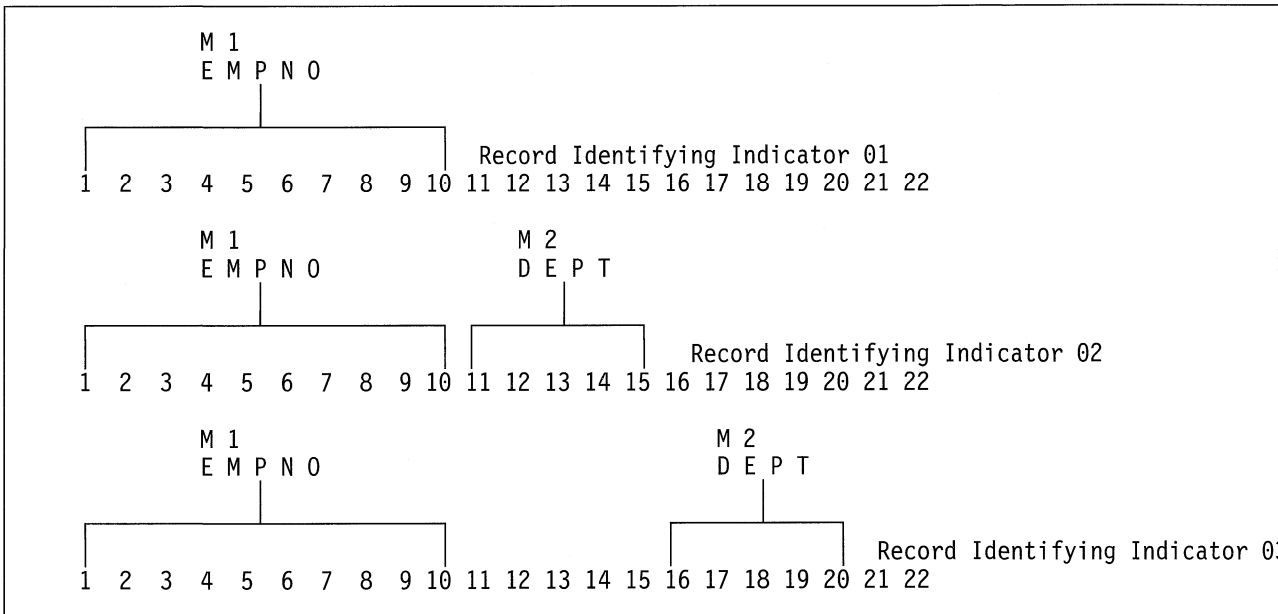 M 1
E M P N O
Record Identifying Indicator 01
1 2 3 4 5 6 7 8 9 10 11 12 13 14 15 16 17 18 19 20 21 22
M 1 M 2
E M P N O D E P T
Record Identifying Indicator 02
1 2 3 4 5 6 7 8 9 10 11 12 13 14 15 16 17 18 19 20 21 22
M 1 M 2
E M P N O D E P T
Record Identifying Indicator 03
1 2 3 4 5 6 7 8 9 10 11 12 13 14 15 16 17 18 19 20 21 22